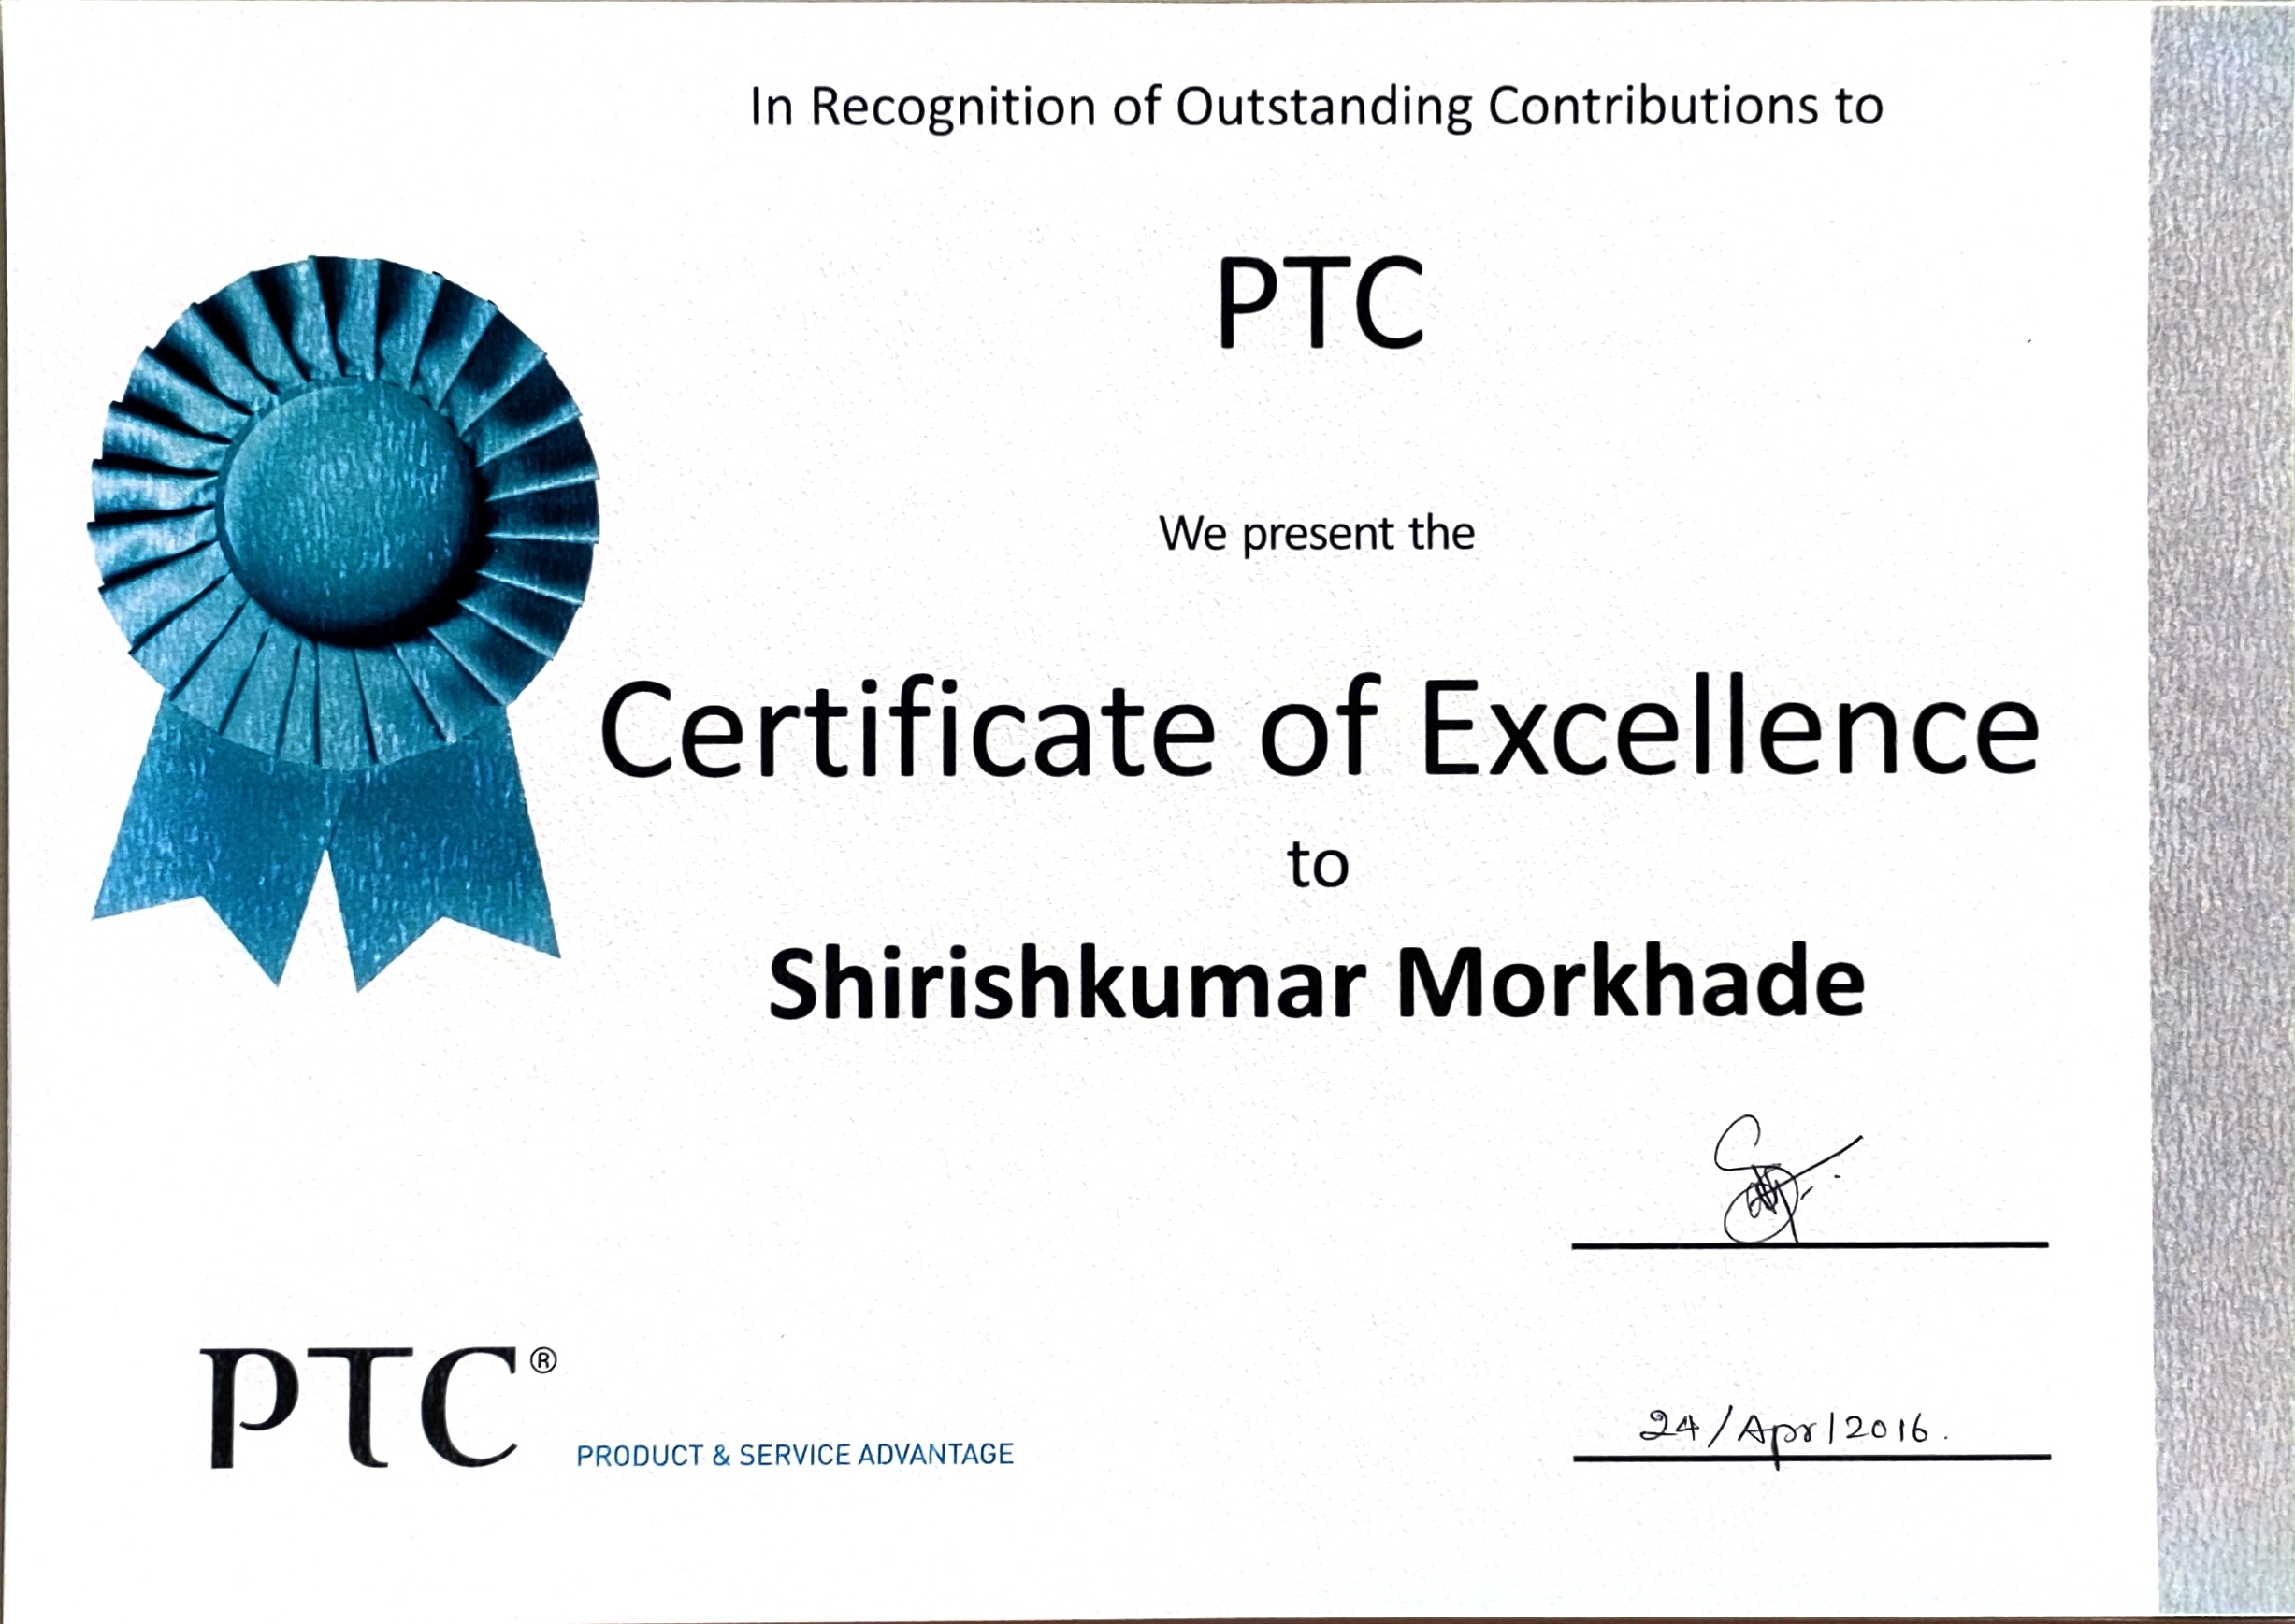 In Recognition of Outstanding Contributions to
PTC
We present the
Certificate of Excellence
to
Shirishkumar Morkhade
PTC®
PRODUCT & SERVICE ADVANTAGE
24/Apr/2016.